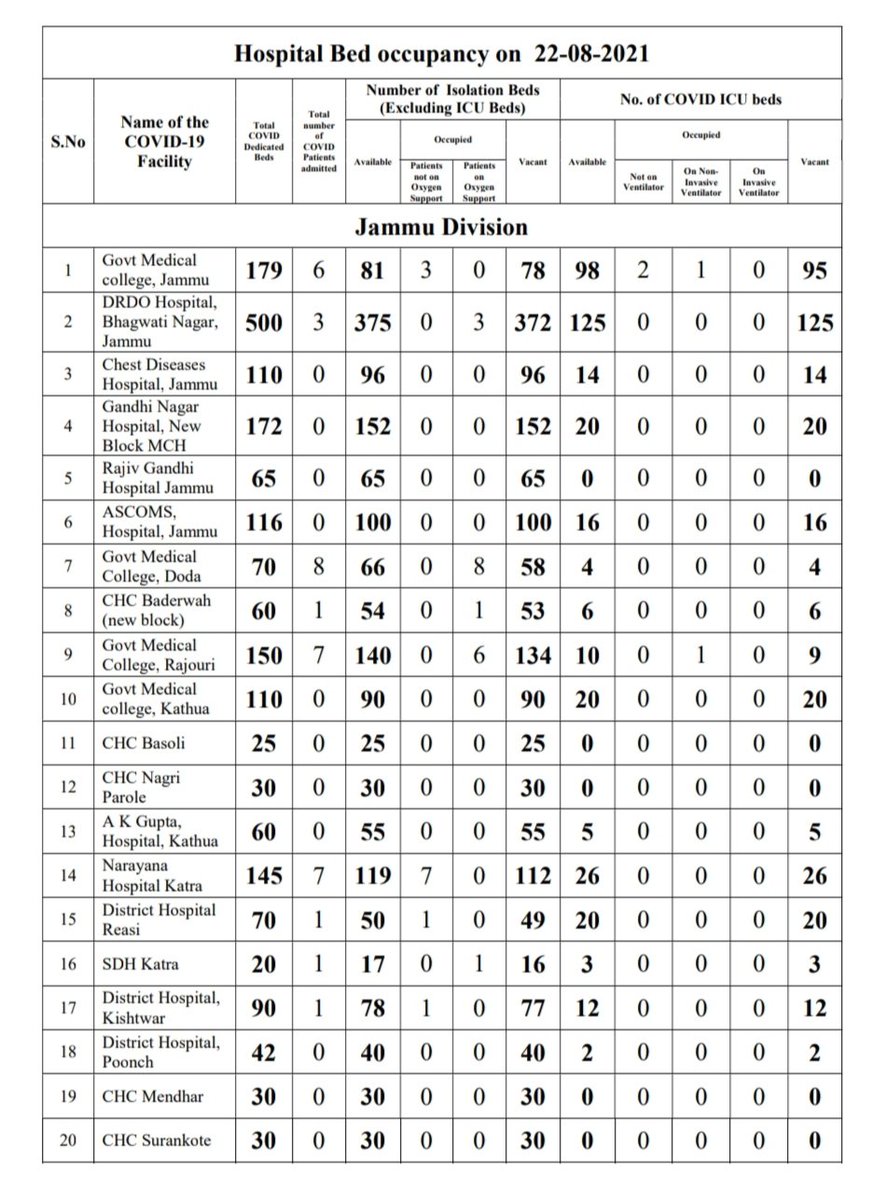 Hospital Bed occupancy on 22-08-2021
S.No
Name of the
COVID-19
Facility
Total
COVID
Dedicated
Beds
Total
number
of
COVID
Patients
admitted
Number of Isolation Beds
(Excluding ICU Beds)
No. of COVID ICU beds
Available
Occupied
Patients
not on
Oxygen
Support
Patients
on
Oxygen
Support
Vacant
Available
Occupied
Not on
Ventilator
On Non-
Invasive
Ventilator
On
Invasive
Ventilator
Vacant
Jammu Division
1 Govt Medical
college, Jammu 179 6 81 3 0 78 98 2 1 0 95
2 DRDO Hospital,
Bhagwati Nagar,
Jammu 500 3 375 0 3 372 125 0 0 0 125
3 Chest Diseases
Hospital, Jammu 110 0 96 0 0 96 14 0 0 0 14
4 Gandhi Nagar
Hospital, New
Block MCH 172 0 152 0 0 152 20 0 0 0 20
5 Rajiv Gandhi
Hospital Jammu 65 0 65 0 0 65 0 0 0 0 0
6 ASCOMS,
Hospital, Jammu 116 0 100 0 0 100 16 0 0 0 16
7 Govt Medical
College, Doda 70 8 66 0 8 58 4 0 0 0 4
8 CHC Baderwah
(new block) 60 1 54 0 1 53 6 0 0 0 6
9 Govt Medical
College, Rajouri 150 7 140 0 6 134 10 0 1 0 9
10 Govt Medical
college, Kathua 110 0 90 0 0 90 20 0 0 0 20
11 CHC Basoli 25 0 25 0 0 25 0 0 0 0 0
12 CHC Nagri
Parole 30 0 30 0 0 30 0 0 0 0 0
13 A K Gupta,
Hospital, Kathua 60 0 55 0 0 55 5 0 0 0 5
14 Narayana
Hospital Katra 145 7 119 7 0 112 26 0 0 0 26
15 District Hospital
Reasi 70 1 50 1 0 49 20 0 0 0 20
16 SDH Katra 20 1 17 0 1 16 3 0 0 0 3
17 District Hospital,
Kishtwar 90 1 78 1 0 77 12 0 0 0 12
18 District Hospital,
Poonch 42 0 40 0 0 40 2 0 0 0 2
19 CHC Mendhar 30 0 30 0 0 30 0 0 0 0 0
20 CHC Surankote 30 0 30 0 0 30 0 0 0 0 0